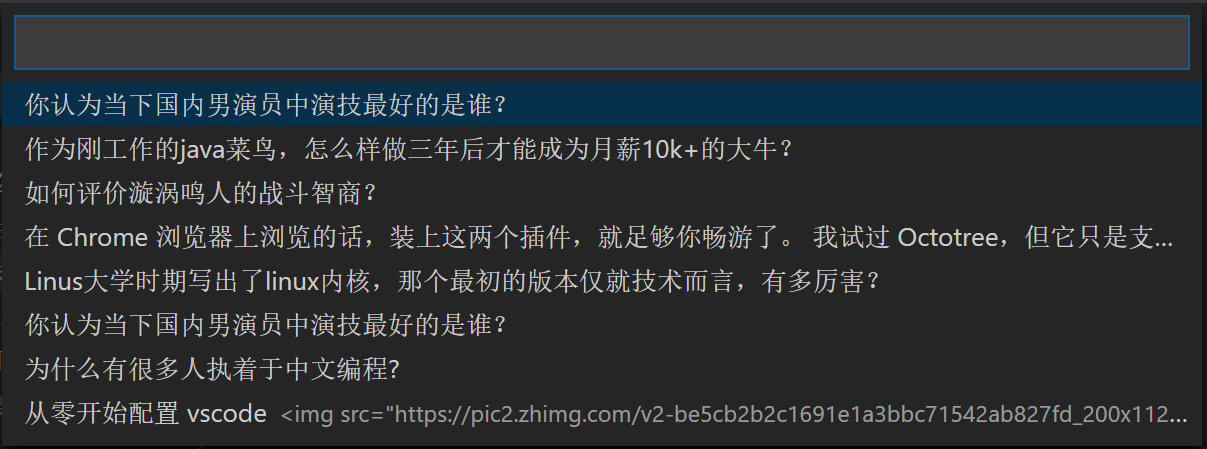 你认为当下国内男演员中演技最好的是谁？
作为刚工作的java菜鸟，怎么样做三年后才能成为月薪10k+的大牛？
如何评价漩涡鸣人的战斗智商？
在 Chrome 浏览器上浏览的话，装上这两个插件，就足够你畅游了。 我试过 Octotree，但它只是支...
Linus大学时期写出了linux内核，那个最初的版本仅就技术而言，有多厉害？
你认为当下国内男演员中演技最好的是谁？
为什么有很多人执着于中文编程?
从零开始配置 vscode <img src="https://pic2.zhimg.com/v2-be5cb2b2c1691e1a3bbc71542ab827fd_200x112...